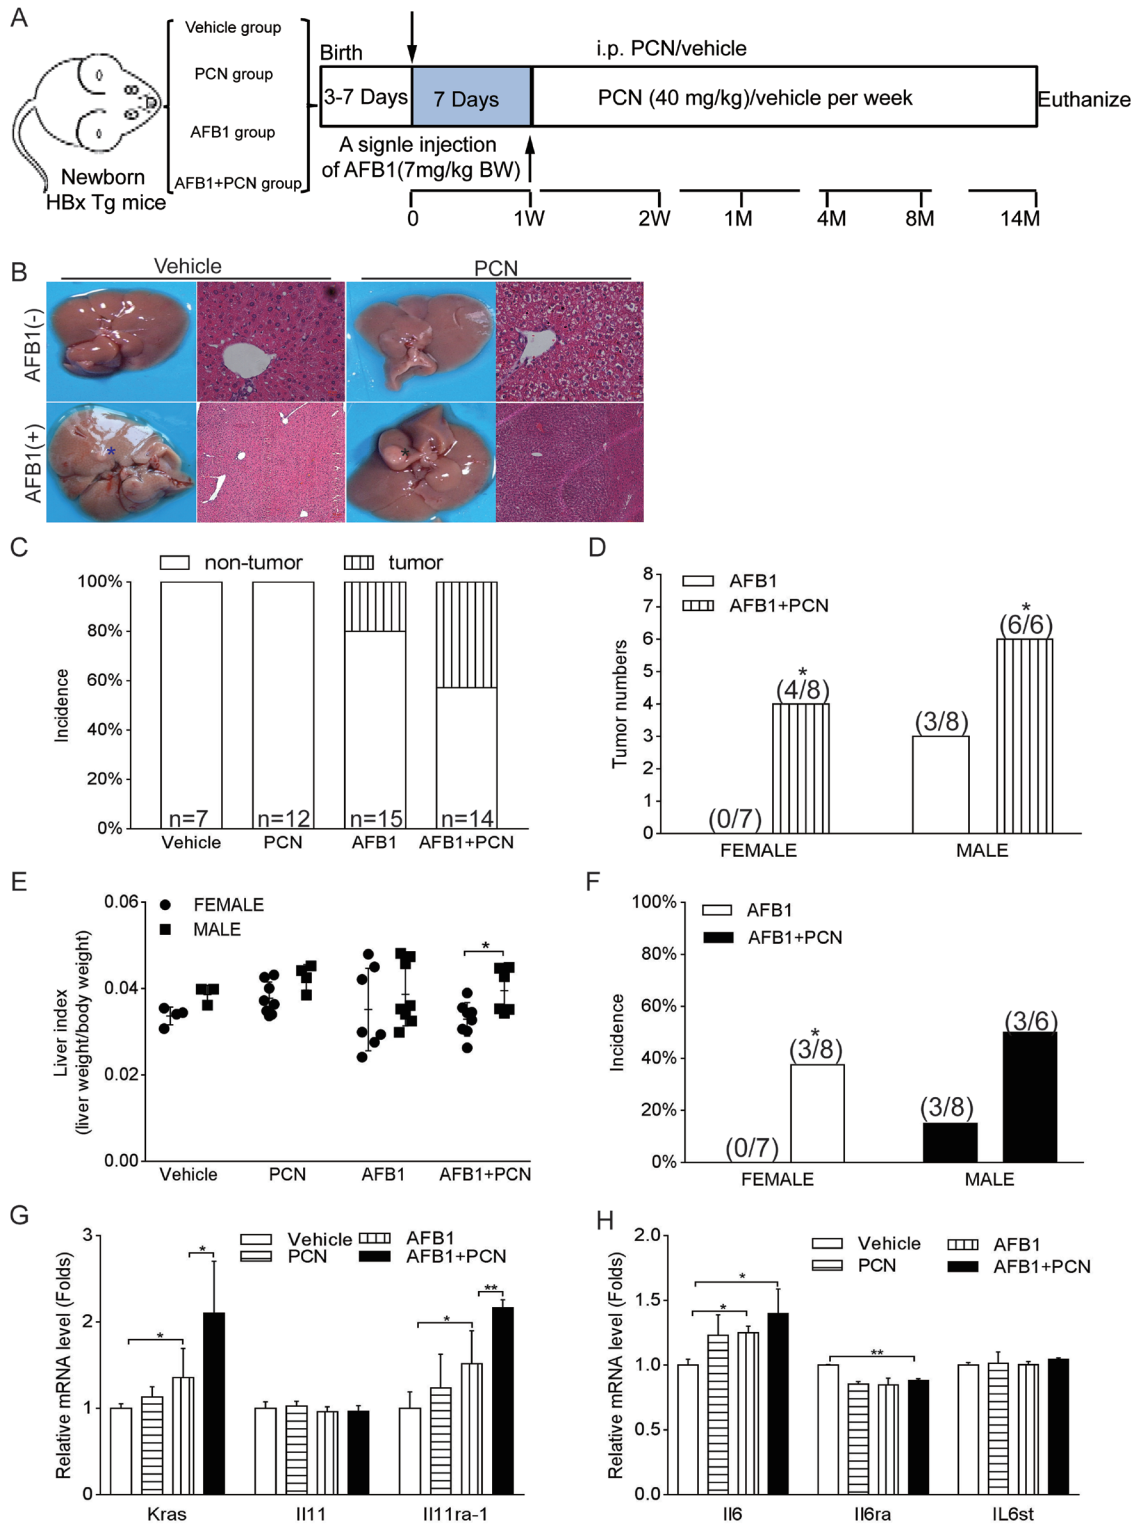 A
Vehicle group
PCN group
AFB1 group
AFB1+PCN group
Newborn
HBx Tg mice
Birth
i.p. PCN/vehicle
3-7 Days
7 Days
PCN (40 mg/kg)/vehicle per week
Euthanize
A signle injection
of AFB1(7mg/kg BW)
0 1W 2W 1M 4M 8M 14M
B
Vehicle PCN
AFB1(-)
AFB1(+)
*
*
C
non-tumor tumor
Incidence
100%
80%
60%
40%
20%
0%
n=7 n=12 n=15 n=14
Vehicle PCN AFB1 AFB1+PCN
D
AFB1
AFB1+PCN
Tumor numbers
8
7
6
5
4
3
2
1
0
(0/7)
*
(4/8)
(3/8)
*
(6/6)
FEMALE MALE
E
FEMALE
MALE
Liver index
(liver weight/body weight)
0.06
0.04
0.02
0.00
*
Vehicle PCN AFB1 AFB1+PCN
F
AFB1
AFB1+PCN
Incidence
100%
80%
60%
40%
20%
0%
(0/7)
*
(3/8)
(3/8)
(3/6)
FEMALE MALE
G
Vehicle AFB1
PCN AFB1+PCN
Relative mRNA level (Folds)
3
2
1
0
*
*
*
**
Kras Il11 Il11ra-1
H
Vehicle AFB1
PCN AFB1+PCN
Relative mRNA level (Folds)
2.0
1.5
1.0
0.5
0.0
*
*
**
Il6 Il6ra IL6st